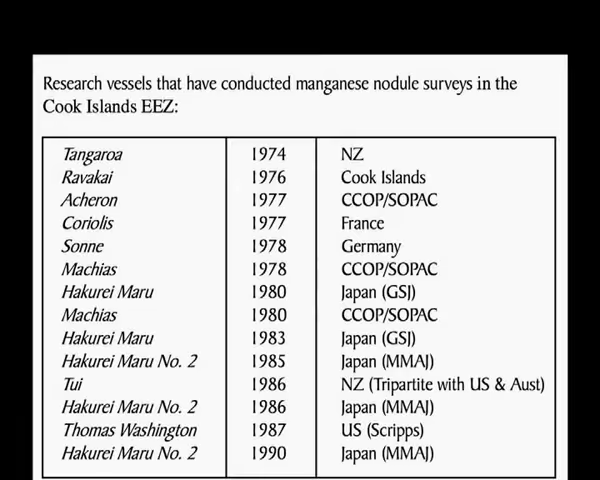 Research vessels that have conducted manganese nodule surveys in the
Cook Islands EEZ:
Tangaroa 1974 NZ
Ravakai 1976 Cook Islands
Acheron 1977 CCOP/SOPAC
Coriolis 1977 France
Sonne 1978 Germany
Machias 1978 CCOP/SOPAC
Hakurei Maru 1980 Japan (GSJ)
Machias 1980 CCOP/SOPAC
Hakurei Maru 1983 Japan (GSJ)
Hakurei Maru No. 2 1985 Japan (MMAJ)
Tui 1986 NZ (Tripartite with US & Aust)
Hakurei Maru No. 2 1986 Japan (MMAJ)
Thomas Washington 1987 US (Scripps)
Hakurei Maru No. 2 1990 Japan (MMAJ)